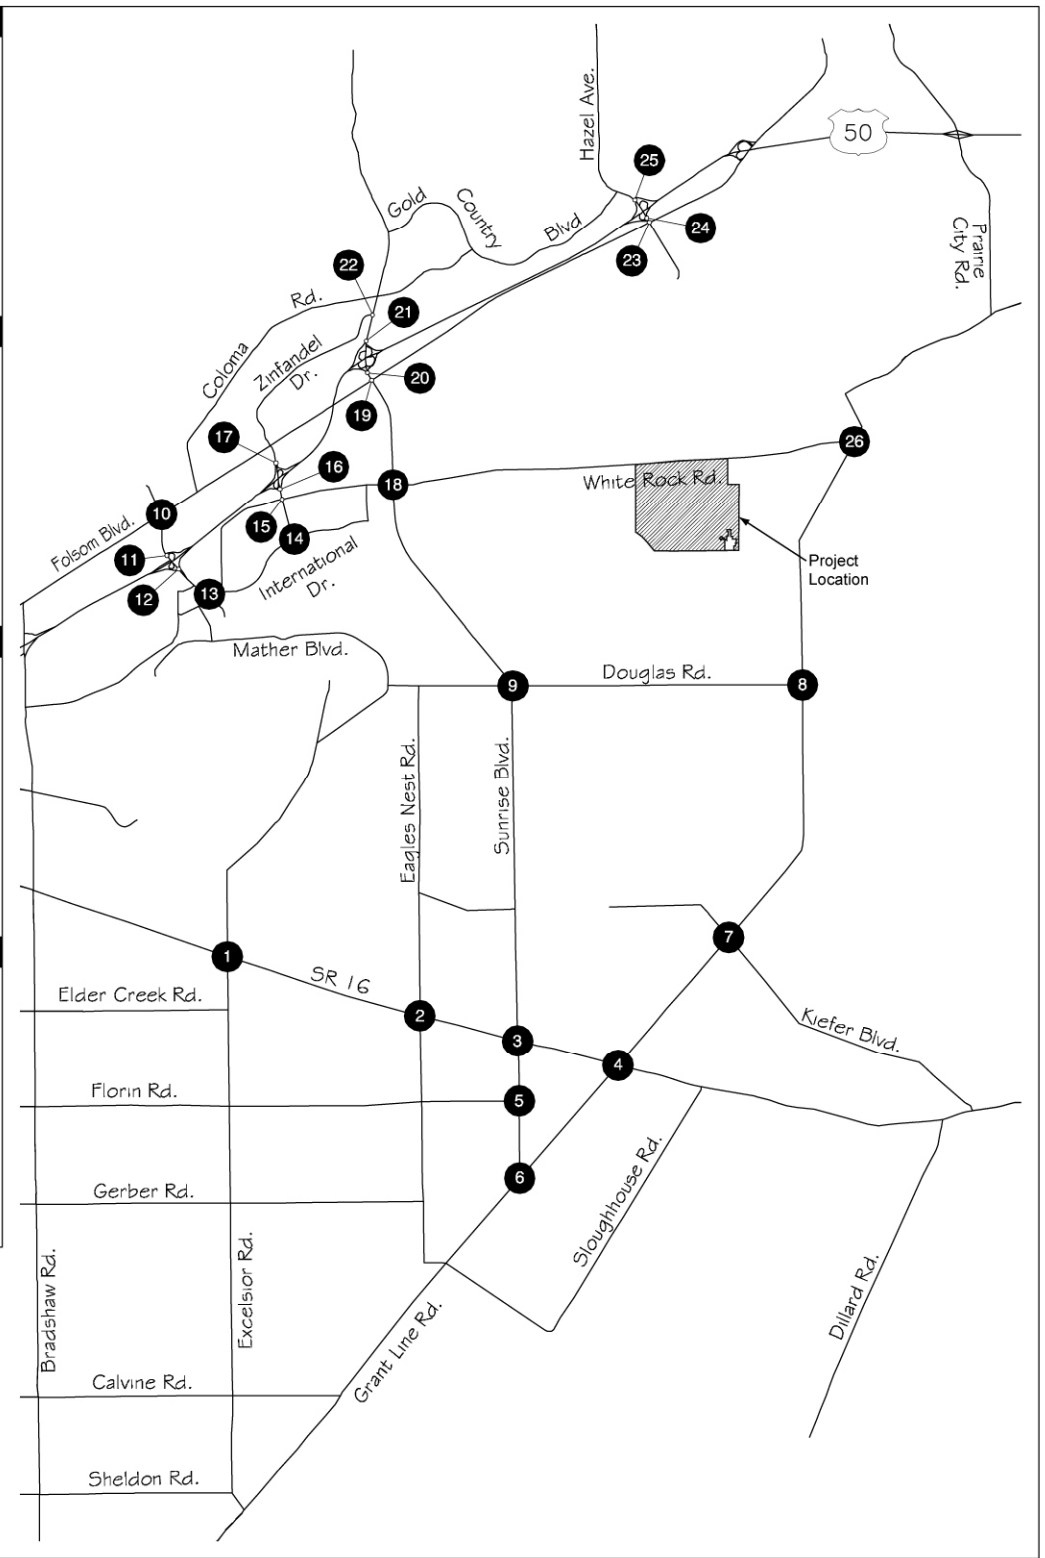 Hazel Ave.
50
25
Gold
Country
Blvd
24
23
Prairie
City Rd.
22
Rd.
21
Coloma
Zinfandel
Dr.
20
19
17
16
26
18
White Rock Rd.
10
Folsom Blvd.
15
14
11
International
Dr.
Project
Location
12
13
Mather Blvd.
Douglas Rd.
9
8
Eagles Nest Rd.
Sunrise Blvd.
7
1
SR 16
Elder Creek Rd.
2
Kiefer Blvd.
3
4
Florin Rd.
5
Sloughhouse Rd.
6
Gerber Rd.
Bradshaw Rd.
Excelsior Rd.
Dillard Rd.
Grant Line Rd.
Calvine Rd.
Sheldon Rd.